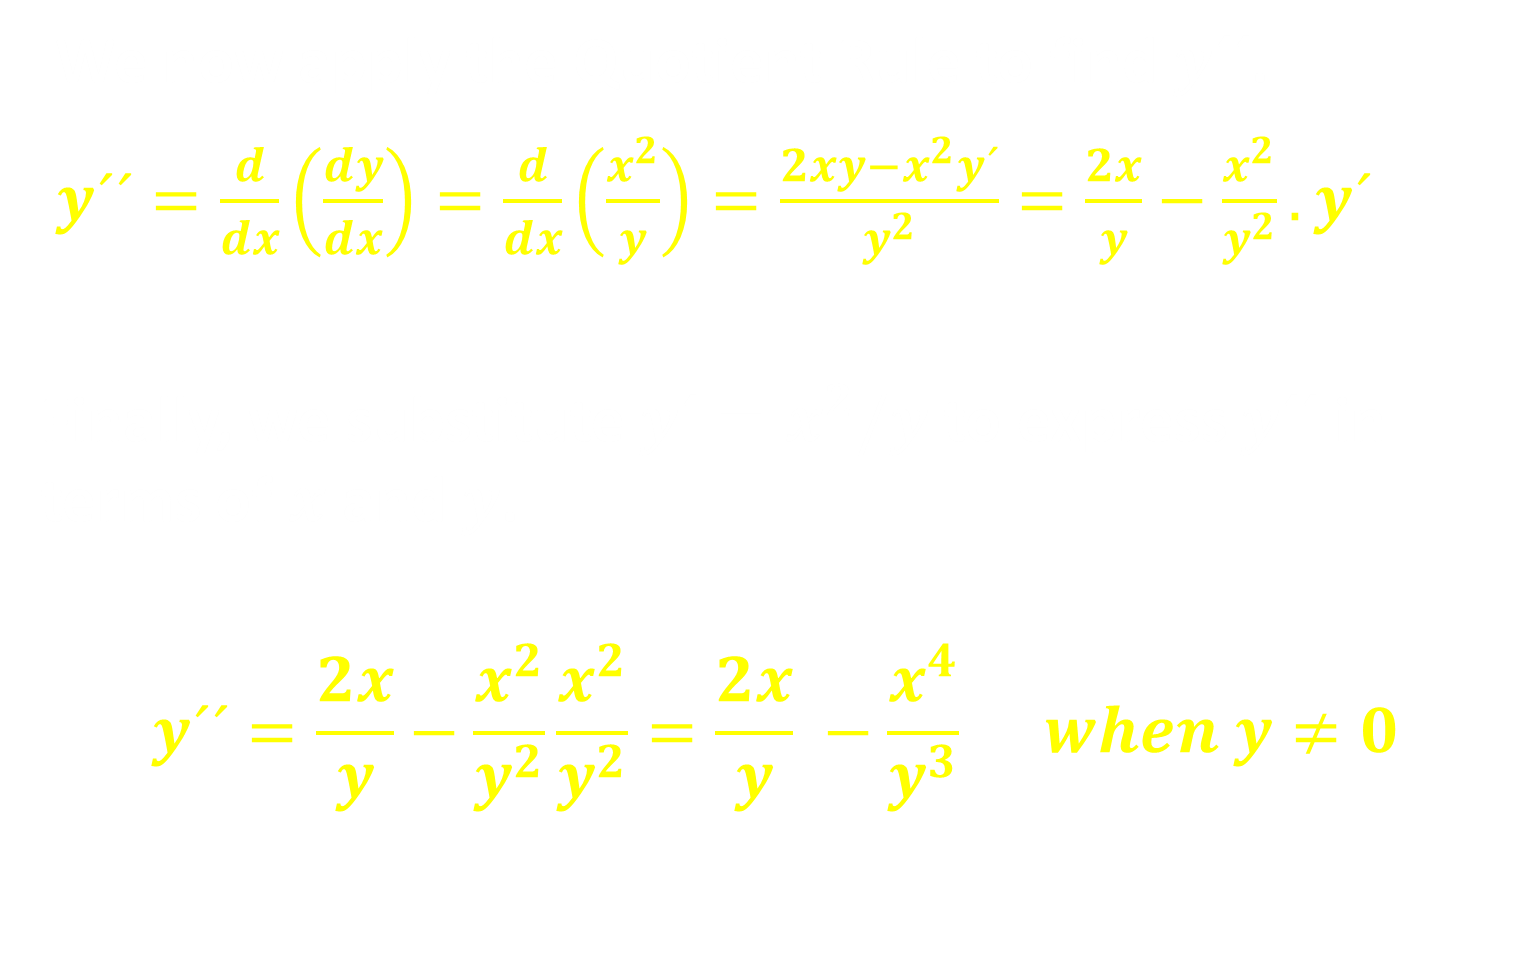 y´´ = d/dx (dy/dx) = d/dx (x²/y) = (2xy−x²y´)/y² = 2x/y − x²/y² . y´
y´´ = 2x/y − x²/y² x²/y² = 2x/y − x⁴/y³ when y ≠ 0